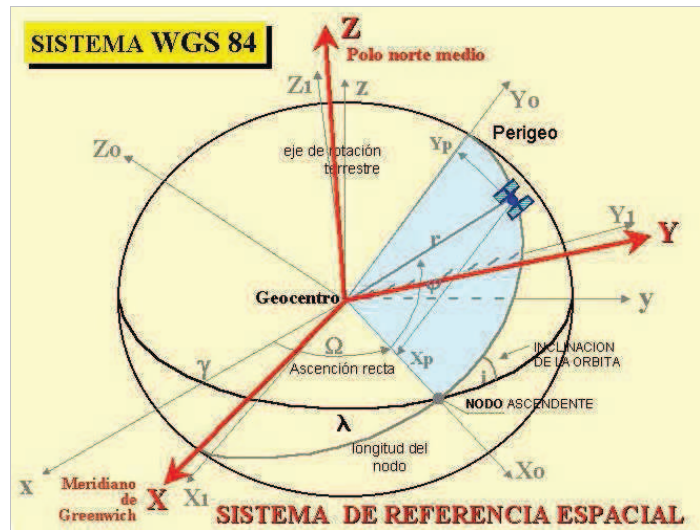 SISTEMA WGS 84
Z
Polo norte medio
Z1
z
Yo
Perigeo
Yp
Zo
eje de rotación
terrestre
Y1
Y
r
φ
Geocentro
y
Ω
Xp
INCLINACION
DE LA ORBITA
γ
Ascención recta
i
NODO ASCENDENTE
λ
longitud del
nodo
x
Meridiano
de
Greenwich
X
X1
Xo
SISTEMA DE REFERENCIA ESPACIAL